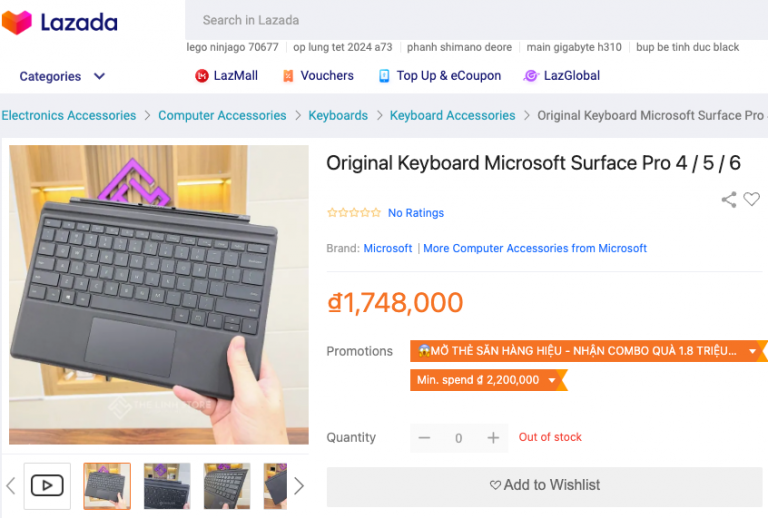 Lazada
Search in Lazada
lego ninjago 70677 | op lung tet 2024 a73 | phanh shimano deore | main gigabyte h310 | bup be tinh duc black
Categories
LazMall
Vouchers
Top Up & eCoupon
LazGlobal
Electronics Accessories > Computer Accessories > Keyboards > Keyboard Accessories > Original Keyboard Microsoft Surface Pro
Original Keyboard Microsoft Surface Pro 4 / 5 / 6
No Ratings
Brand: Microsoft | More Computer Accessories from Microsoft
₫1,748,000
Promotions
😱MỞ THẺ SĂN HÀNG HIỆU - NHẬN COMBO QUÀ 1.8 TRIỆU...
Min. spend ₫ 2,200,000
Quantity
0
Out of stock
Add to Wishlist